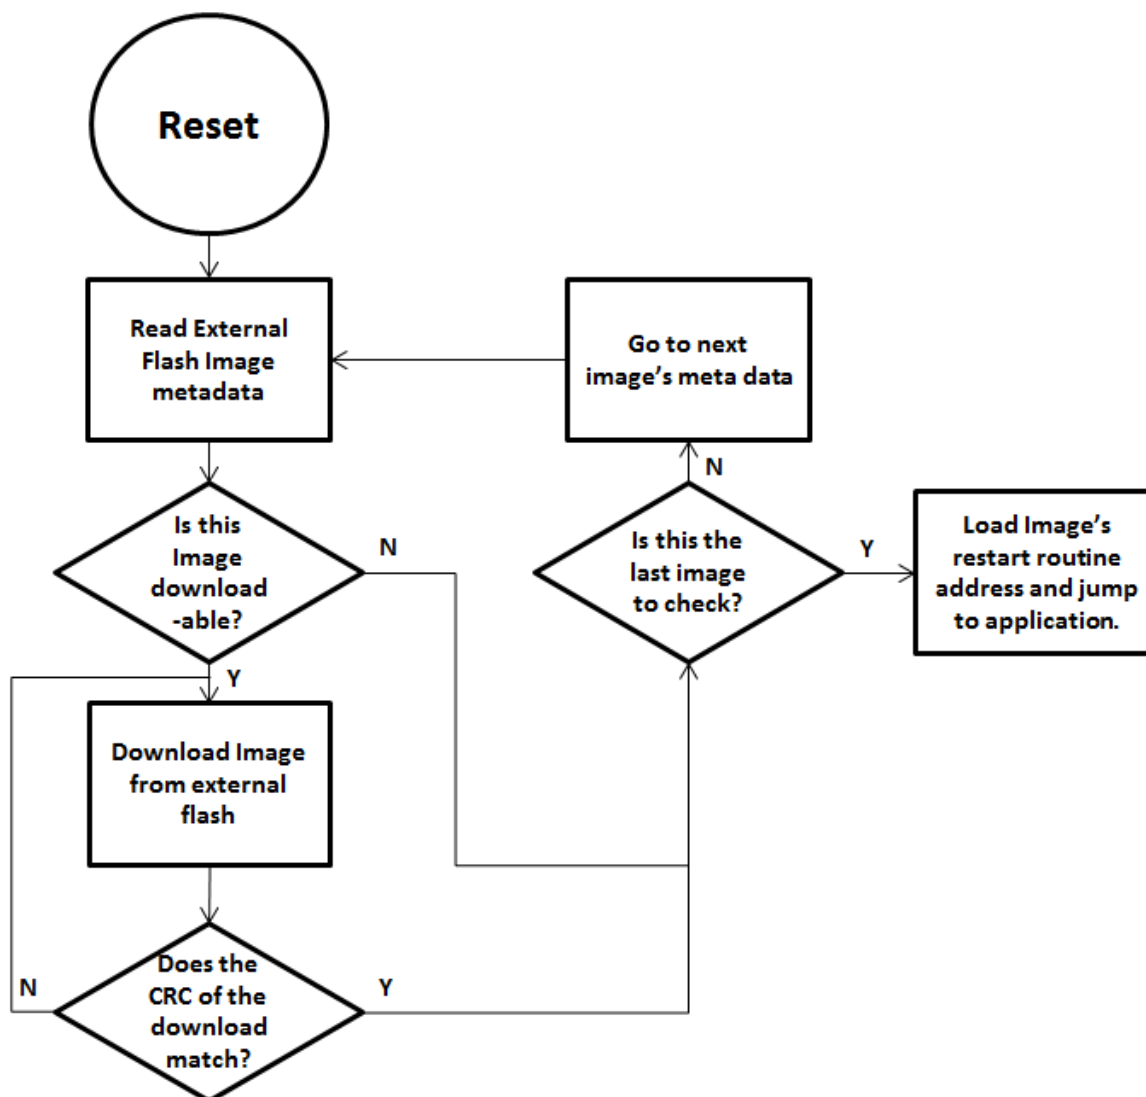 Reset
Read External
Flash Image
metadata
Go to next
image's meta data
N
Is this
Image
download
-able?
N
Is this the
last image
to check?
Y
Load Image's
restart routine
address and jump
to application.
Y
Download Image
from external
flash
Does the
CRC of the
download
match?
N
Y